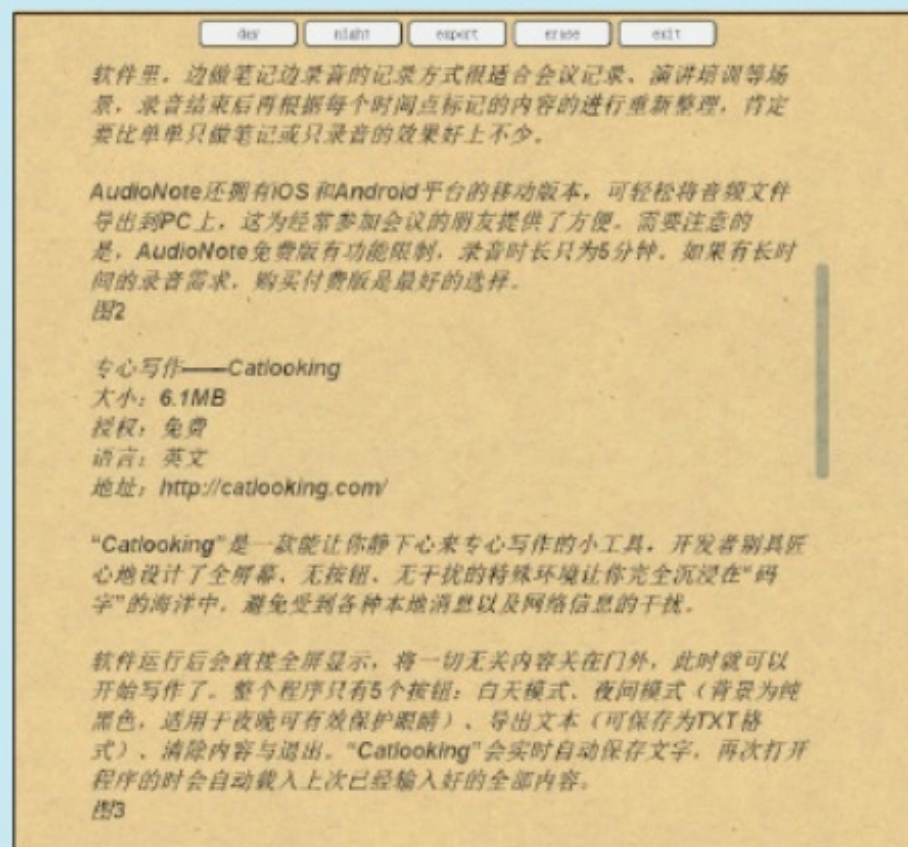 day night export erase exit
软件里。边做笔记边录音的记录方式很适合会议记录、演讲培训等场
景，录音结束后再根据每个时间点标记的内容的进行重新整理，肯定
要比单单只做笔记或只录音的效果好上不少。
AudioNote还拥有iOS 和Android平台的移动版本，可轻松将音频文件
导出到PC上，这为经常参加会议的朋友提供了方便。需要注意的
是，AudioNote免费版有功能限制，录音时长只为5分钟。如果有长时
间的录音需求，购买付费版是最好的选择。
图2
专心写作——Catlooking
大小：6.1MB
授权：免费
语言：英文
地址：http://catlooking.com/
“Catlooking”是一款能让你静下心来专心写作的小工具，开发者别具匠
心地设计了全屏幕、无按钮、无干扰的特殊环境让你完全沉浸在“码
字”的海洋中，避免受到各种本地消息以及网络信息的干扰。
软件运行后会直接全屏显示，将一切无关内容关在门外，此时就可以
开始写作了。整个程序只有5个按钮：白天模式、夜间模式（背景为纯
黑色，适用于夜晚可有效保护眼睛）、导出文本（可保存为TXT格
式）、清除内容与退出。“Catlooking”会实时自动保存文字，再次打开
程序的时会自动载入上次已经输入好的全部内容。
图3